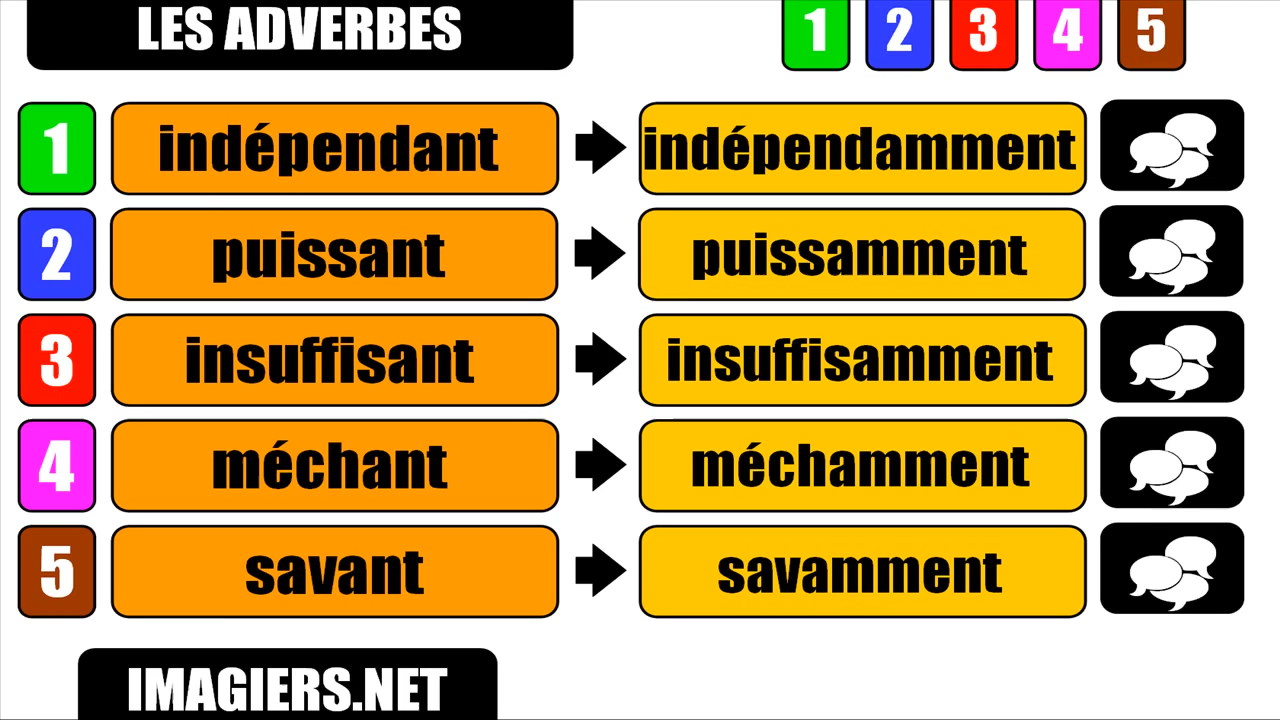 LES ADVERBES 1 2 3 4 5
1 indépendant indépendamment
2 puissant puissamment
3 insuffisant insuffisamment
4 méchant méchamment
5 savant savamment
IMAGIERS.NET